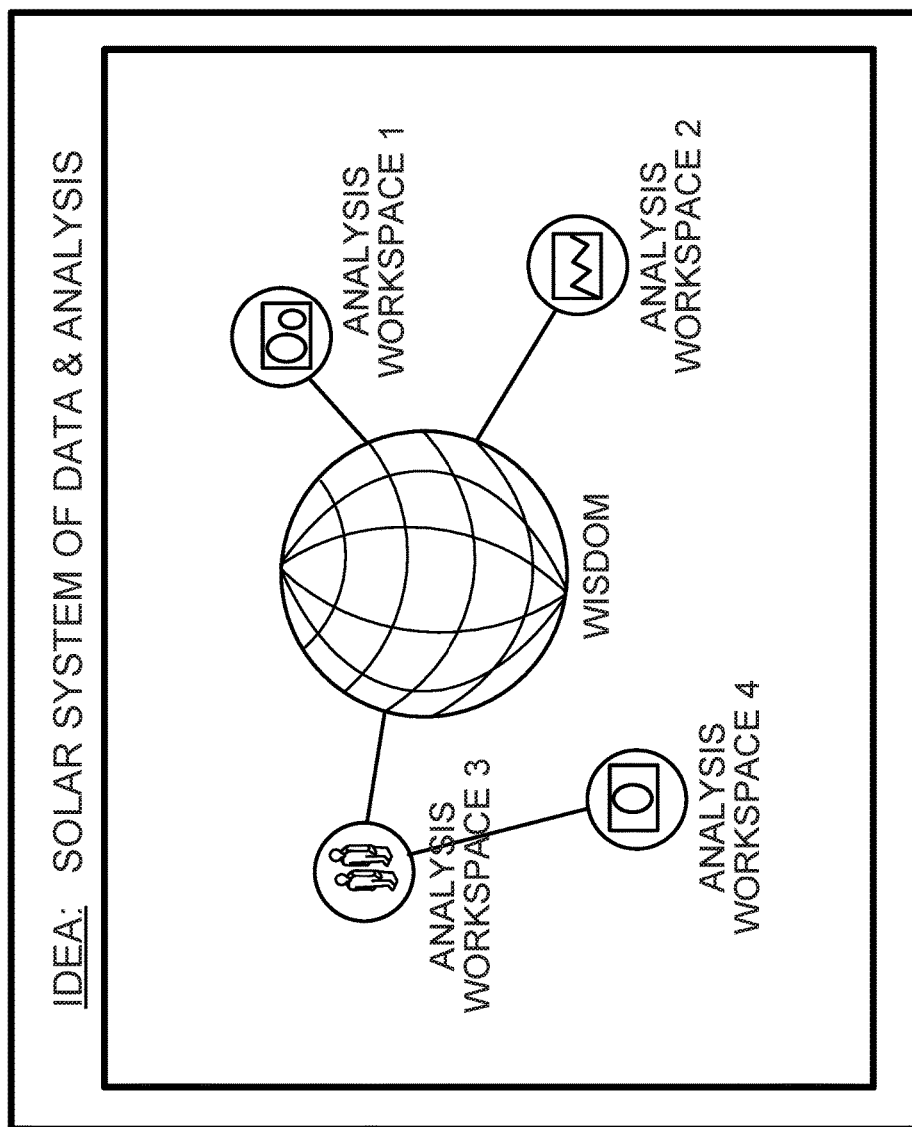 IDEA: SOLAR SYSTEM OF DATA & ANALYSIS
ANALYSIS
WORKSPACE 3
ANALYSIS
WORKSPACE 1
WISDOM
ANALYSIS
WORKSPACE 4
ANALYSIS
WORKSPACE 2